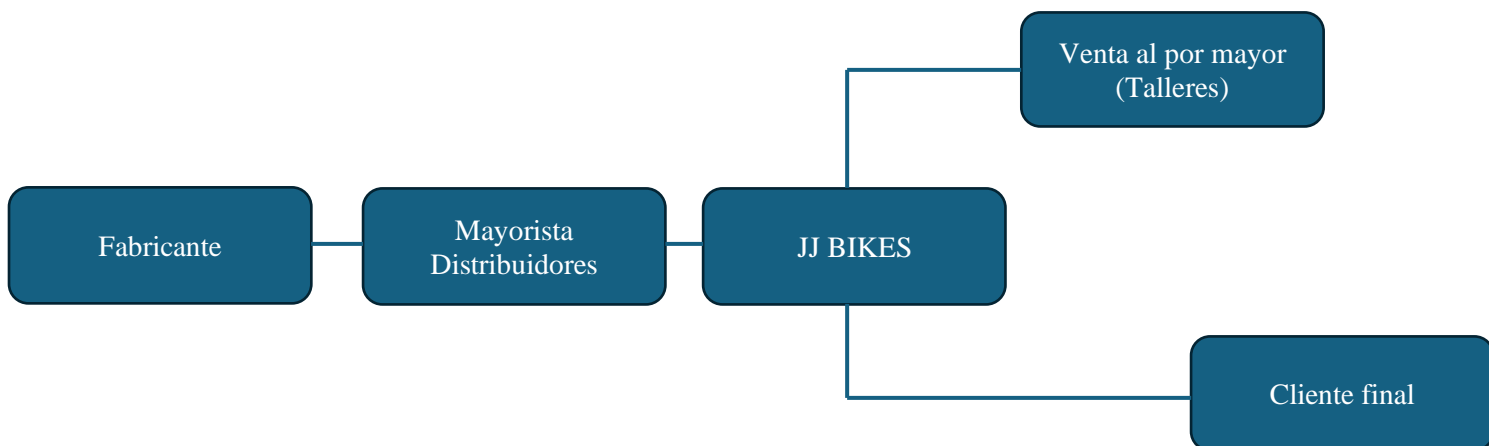 Venta al por mayor
(Talleres)
Fabricante
Mayorista
Distribuidores
JJ BIKES
Cliente final